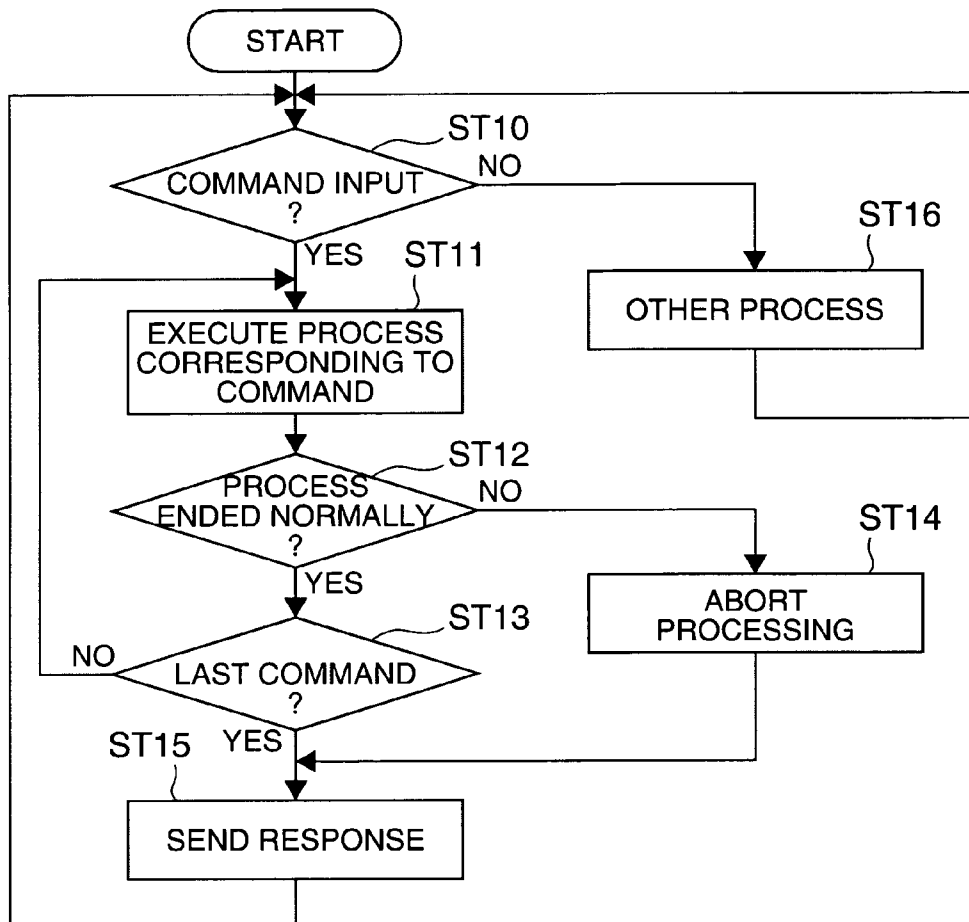 START
ST10
COMMAND INPUT
?
NO
YES
ST16
OTHER PROCESS
ST11
EXECUTE PROCESS
CORRESPONDING TO
COMMAND
ST12
PROCESS
ENDED NORMALLY
?
NO
YES
ST14
ABORT
PROCESSING
ST13
NO
LAST COMMAND
?
YES
ST15
SEND RESPONSE